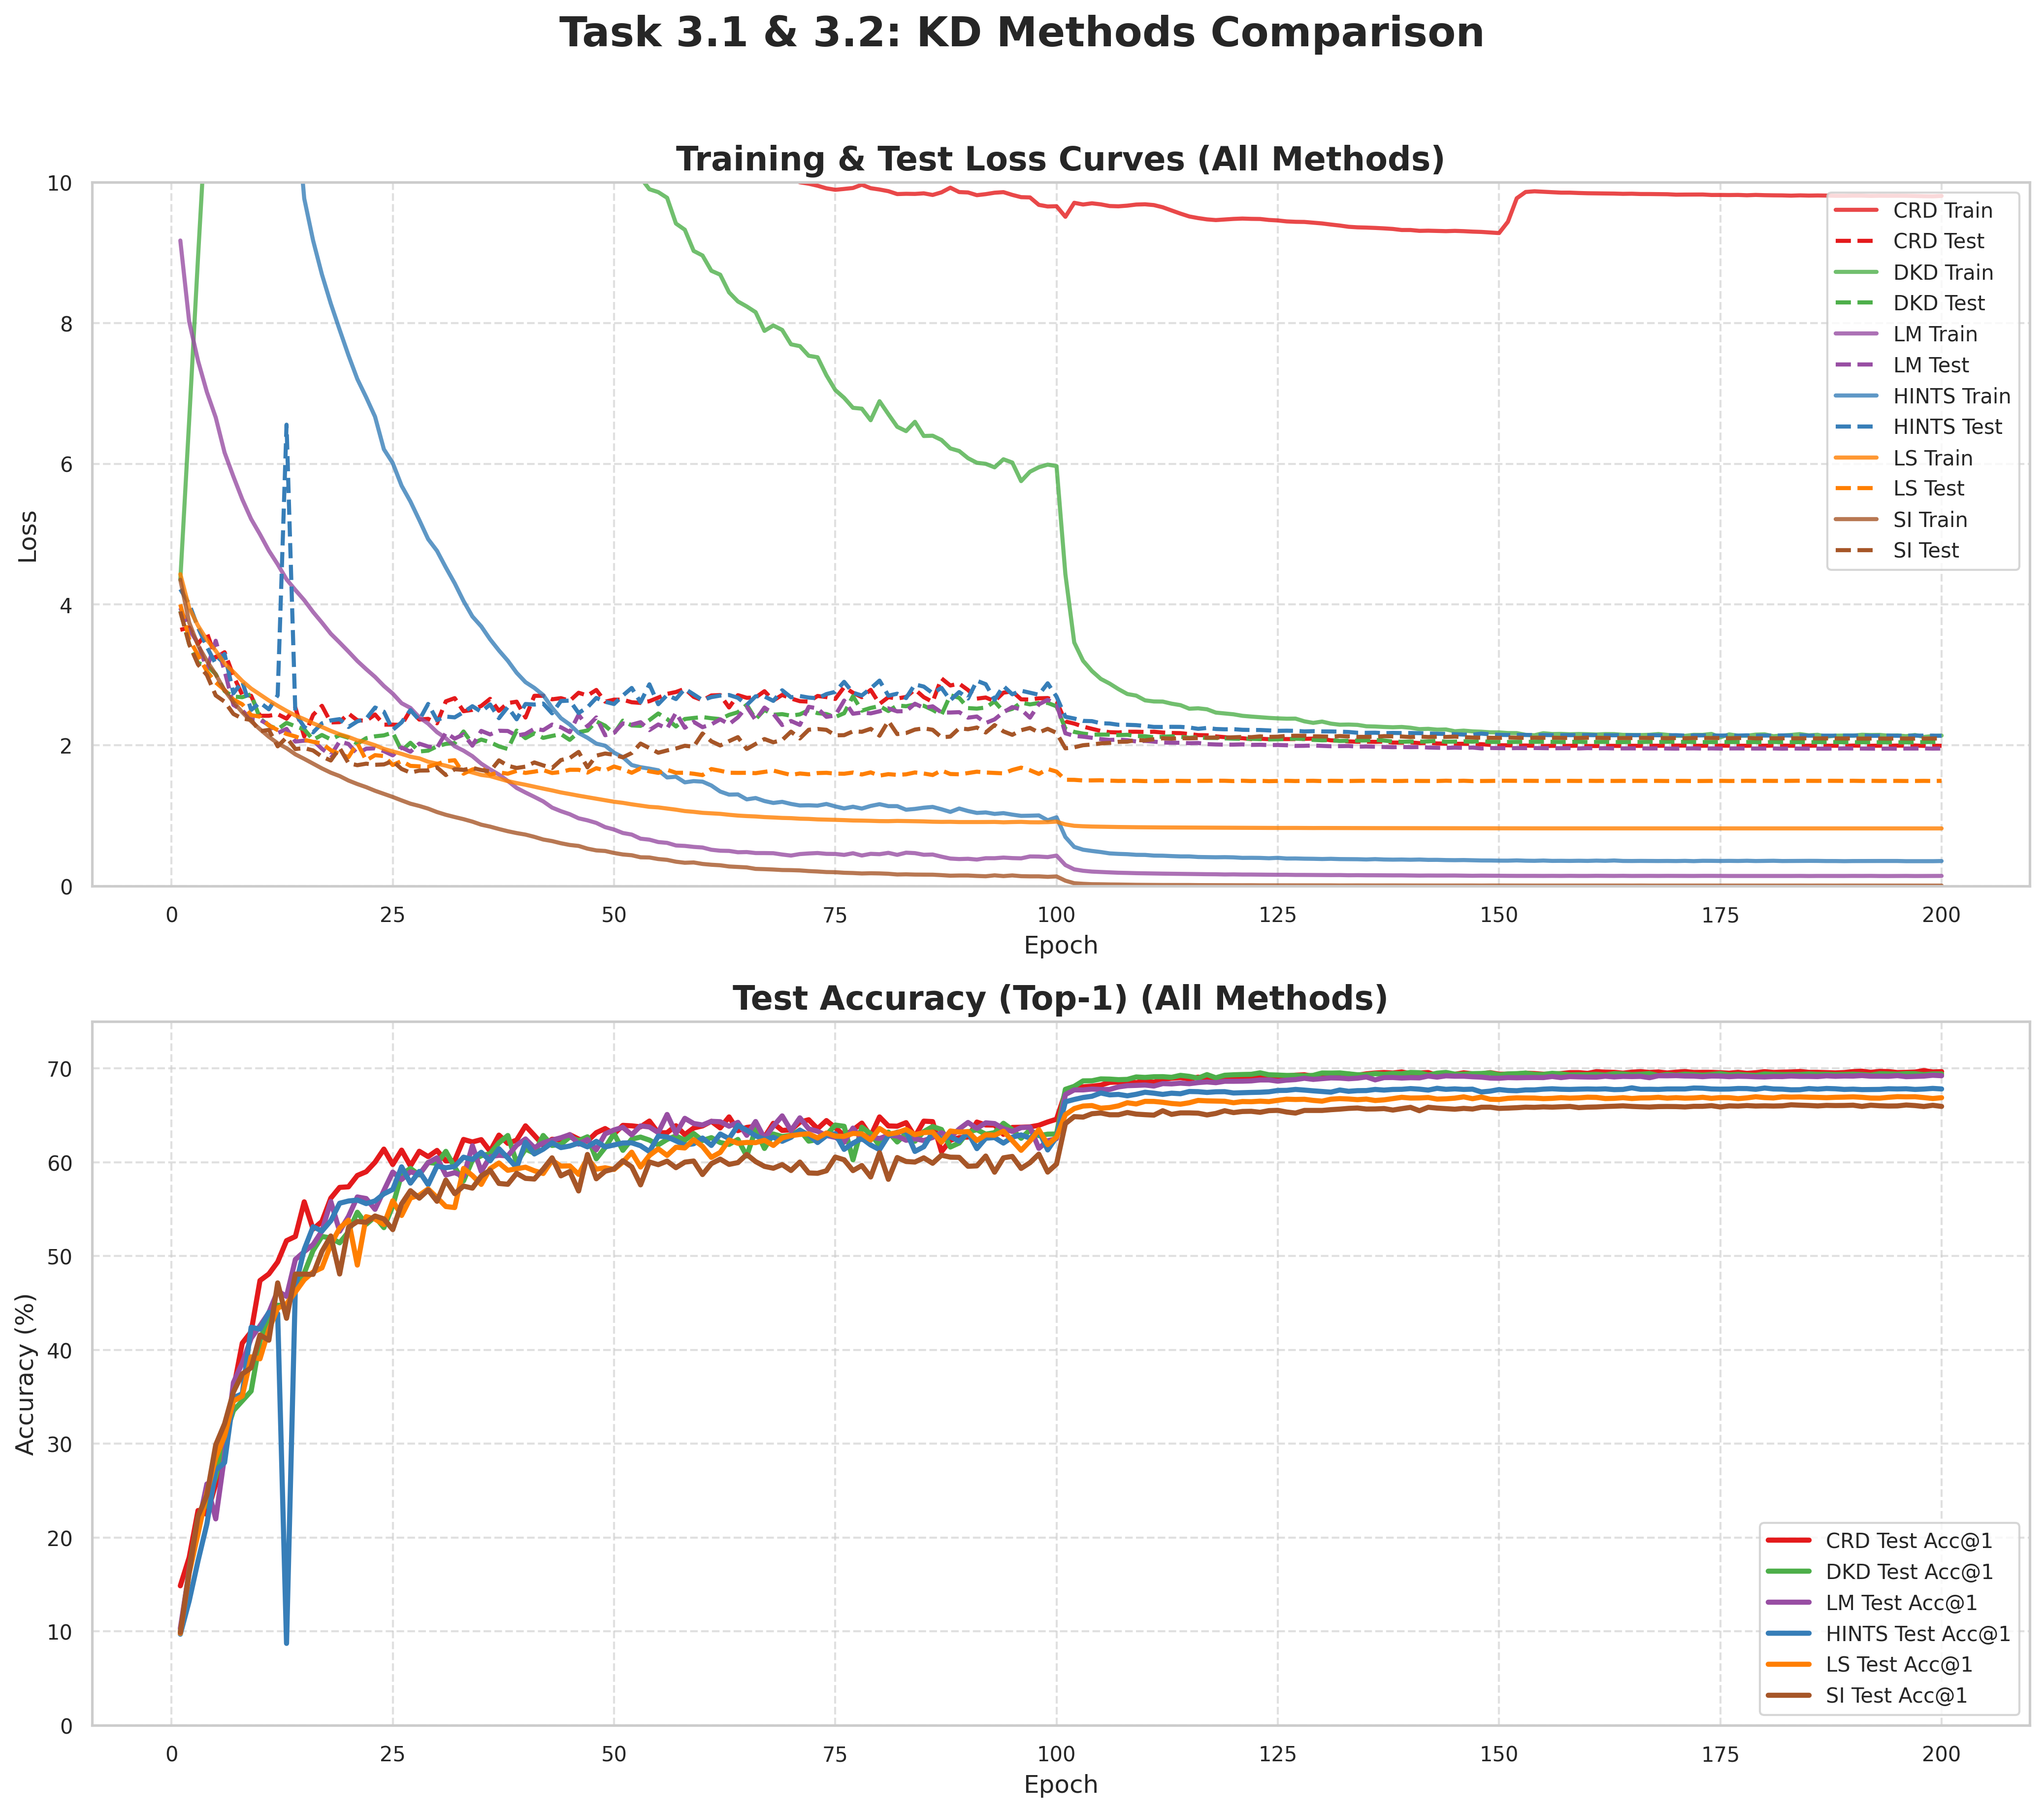 Task 3.1 & 3.2: KD Methods Comparison
Training & Test Loss Curves (All Methods)
10
8
6
4
2
0
Loss
CRD Train
CRD Test
DKD Train
DKD Test
LM Train
LM Test
HINTS Train
HINTS Test
LS Train
LS Test
SI Train
SI Test
0 25 50 75 100 125 150 175 200
Epoch
Test Accuracy (Top-1) (All Methods)
70
60
50
40
30
20
10
0
Accuracy (%)
CRD Test Acc@1
DKD Test Acc@1
LM Test Acc@1
HINTS Test Acc@1
LS Test Acc@1
SI Test Acc@1
0 25 50 75 100 125 150 175 200
Epoch